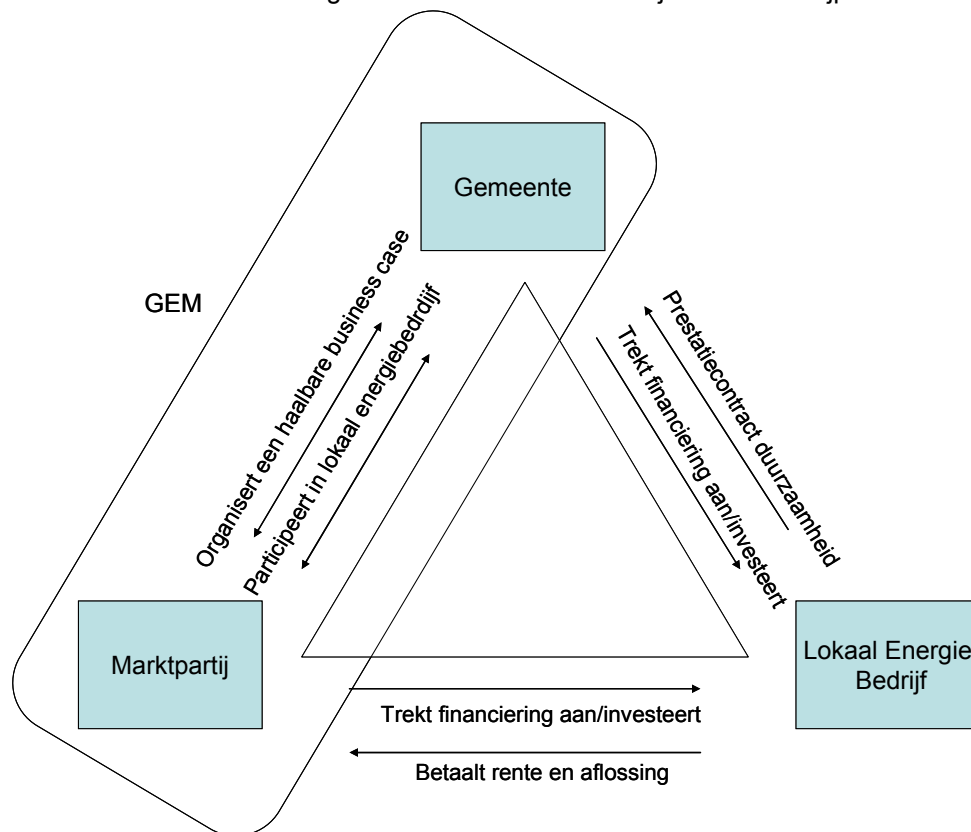 Gemeente
GEM
Organisert een haalbare business case
Participeert in lokaal energiebedrdijf
Prestatiecontract duurzaamheid
Trekt financiering aan/investeert
Marktpartij
Lokaal Energie
Bedrijf
Trekt financiering aan/investeert
Betaalt rente en aflossing